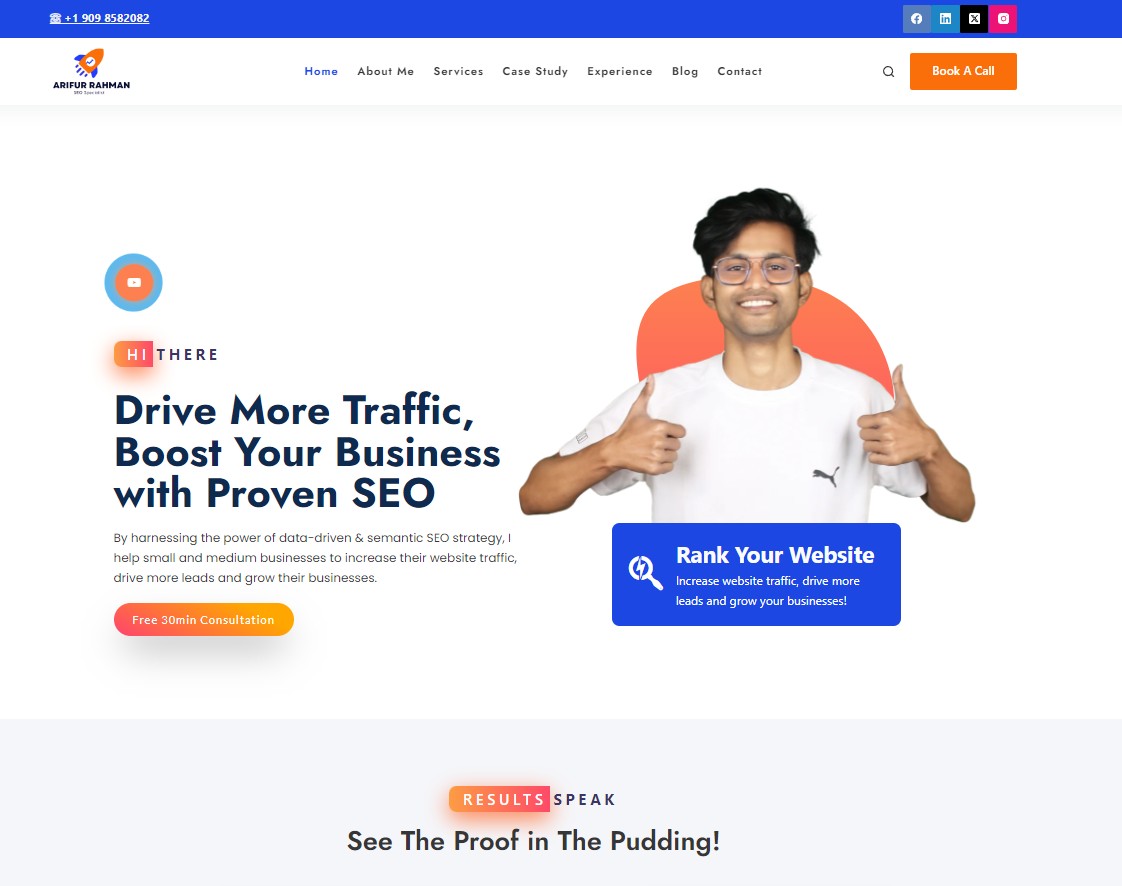 +1 909 8582082
ARIFUR RAHMAN
SEO Specialist
Home About Me Services Case Study Experience Blog Contact
Book A Call
HI THERE
Drive More Traffic,
Boost Your Business
with Proven SEO
By harnessing the power of data-driven & semantic SEO strategy, I
help small and medium businesses to increase their website traffic,
drive more leads and grow their businesses.
Free 30min Consultation
Rank Your Website
Increase website traffic, drive more
leads and grow your businesses!
RESULTS SPEAK
See The Proof in The Pudding!